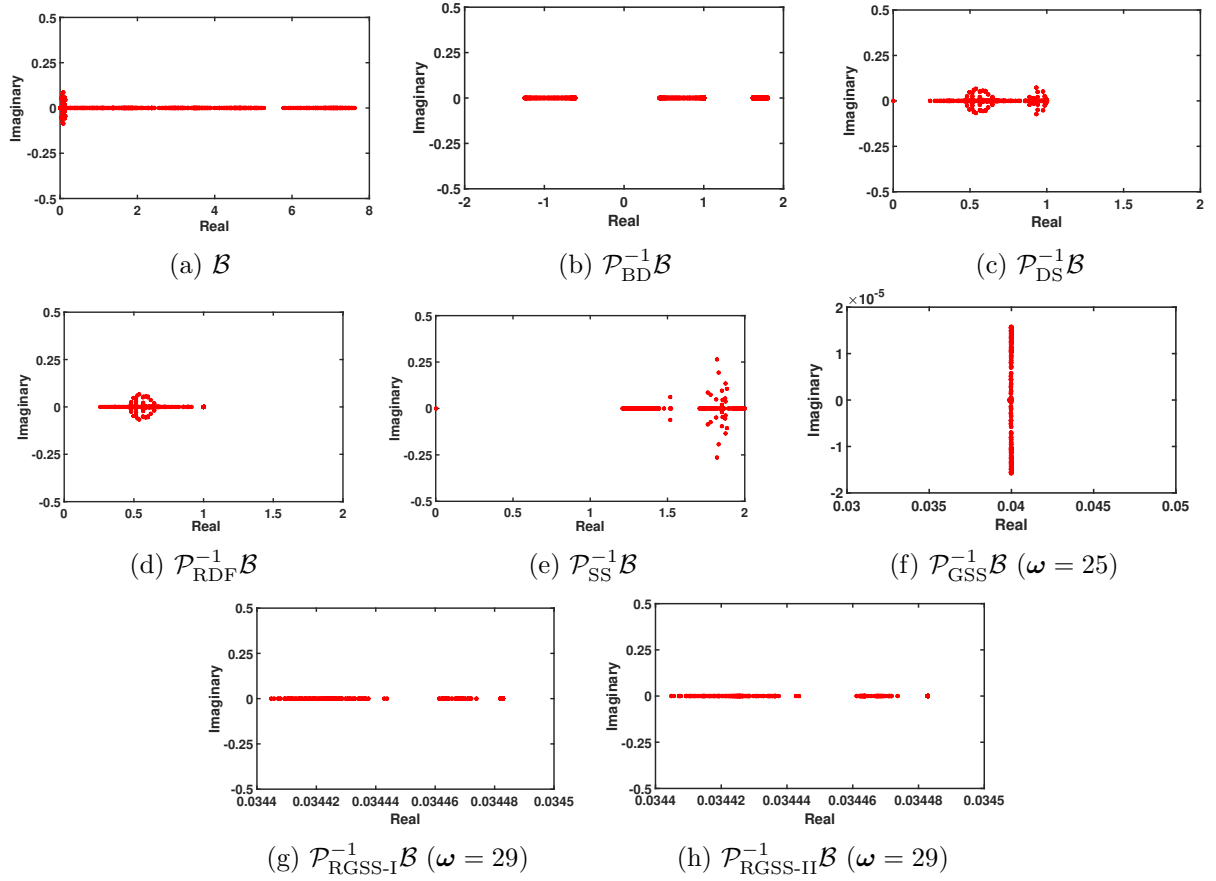 0.5
0.25
0
-0.25
-0.5
Imaginary
0 2 4 6 8
Real
(a) 𝓑
0.5
0.25
0
-0.25
-0.5
Imaginary
-2 -1 0 1 2
Real
(b) 𝒫_BD^{-1}𝓑
0.5
0.25
0
-0.25
-0.5
Imaginary
0 0.5 1 1.5 2
Real
(c) 𝒫_DS^{-1}𝓑
0.5
0.25
0
-0.25
-0.5
Imaginary
0 0.5 1 1.5 2
Real
(d) 𝒫_RDF^{-1}𝓑
0.5
0.25
0
-0.25
-0.5
Imaginary
0 0.5 1 1.5 2
Real
(e) 𝒫_SS^{-1}𝓑
×10^{-5}
2
1
0
-1
-2
Imaginary
0.03 0.035 0.04 0.045 0.05
Real
(f) 𝒫_GSS^{-1}𝓑 (ω = 25)
0.5
0.25
0
-0.25
-0.5
Imaginary
0.0344 0.03442 0.03444 0.03446 0.03448 0.0345
Real
(g) 𝒫_RGSS-I^{-1}𝓑 (ω = 29)
0.5
0.25
0
-0.25
-0.5
Imaginary
0.0344 0.03442 0.03444 0.03446 0.03448 0.0345
Real
(h) 𝒫_RGSS-II^{-1}𝓑 (ω = 29)